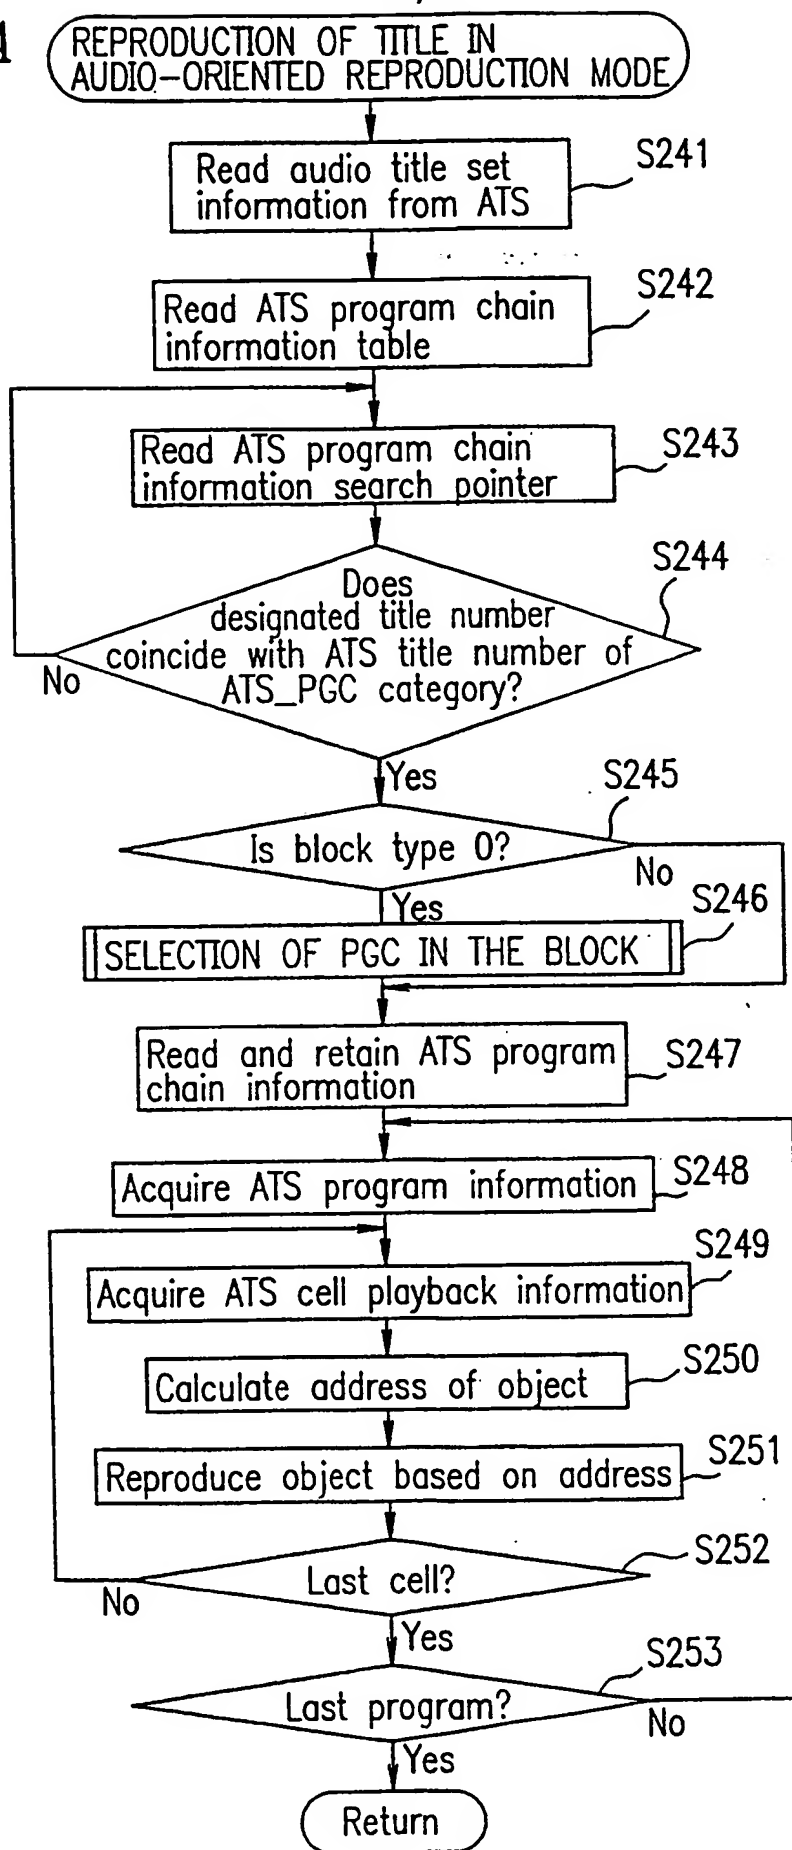 REPRODUCTION OF TITLE IN
AUDIO-ORIENTED REPRODUCTION MODE
Read audio title set
information from ATS
S241
Read ATS program chain
information table
S242
Read ATS program chain
information search pointer
S243
Does
designated title number
coincide with ATS title number of
ATS_PGC category?
S244
No
Yes
Is block type 0?
S245
No
Yes
SELECTION OF PGC IN THE BLOCK
S246
Read and retain ATS program
chain information
S247
Acquire ATS program information
S248
Acquire ATS cell playback information
S249
Calculate address of object
S250
Reproduce object based on address
S251
Last cell?
S252
No
Yes
Last program?
S253
No
Yes
Return